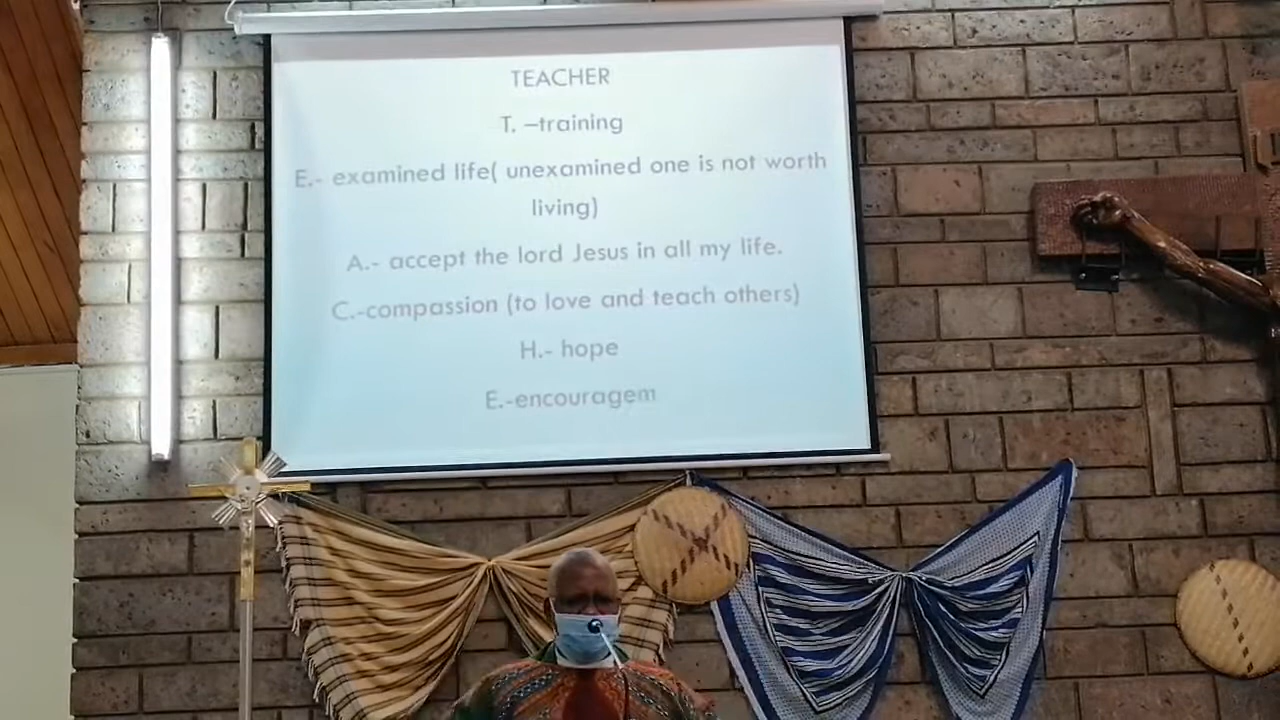 TEACHER
T. –training
E.- examined life( unexamined one is not worth
living)
A.- accept the lord Jesus in all my life.
C.-compassion (to love and teach others)
H.- hope
E.-encouragem